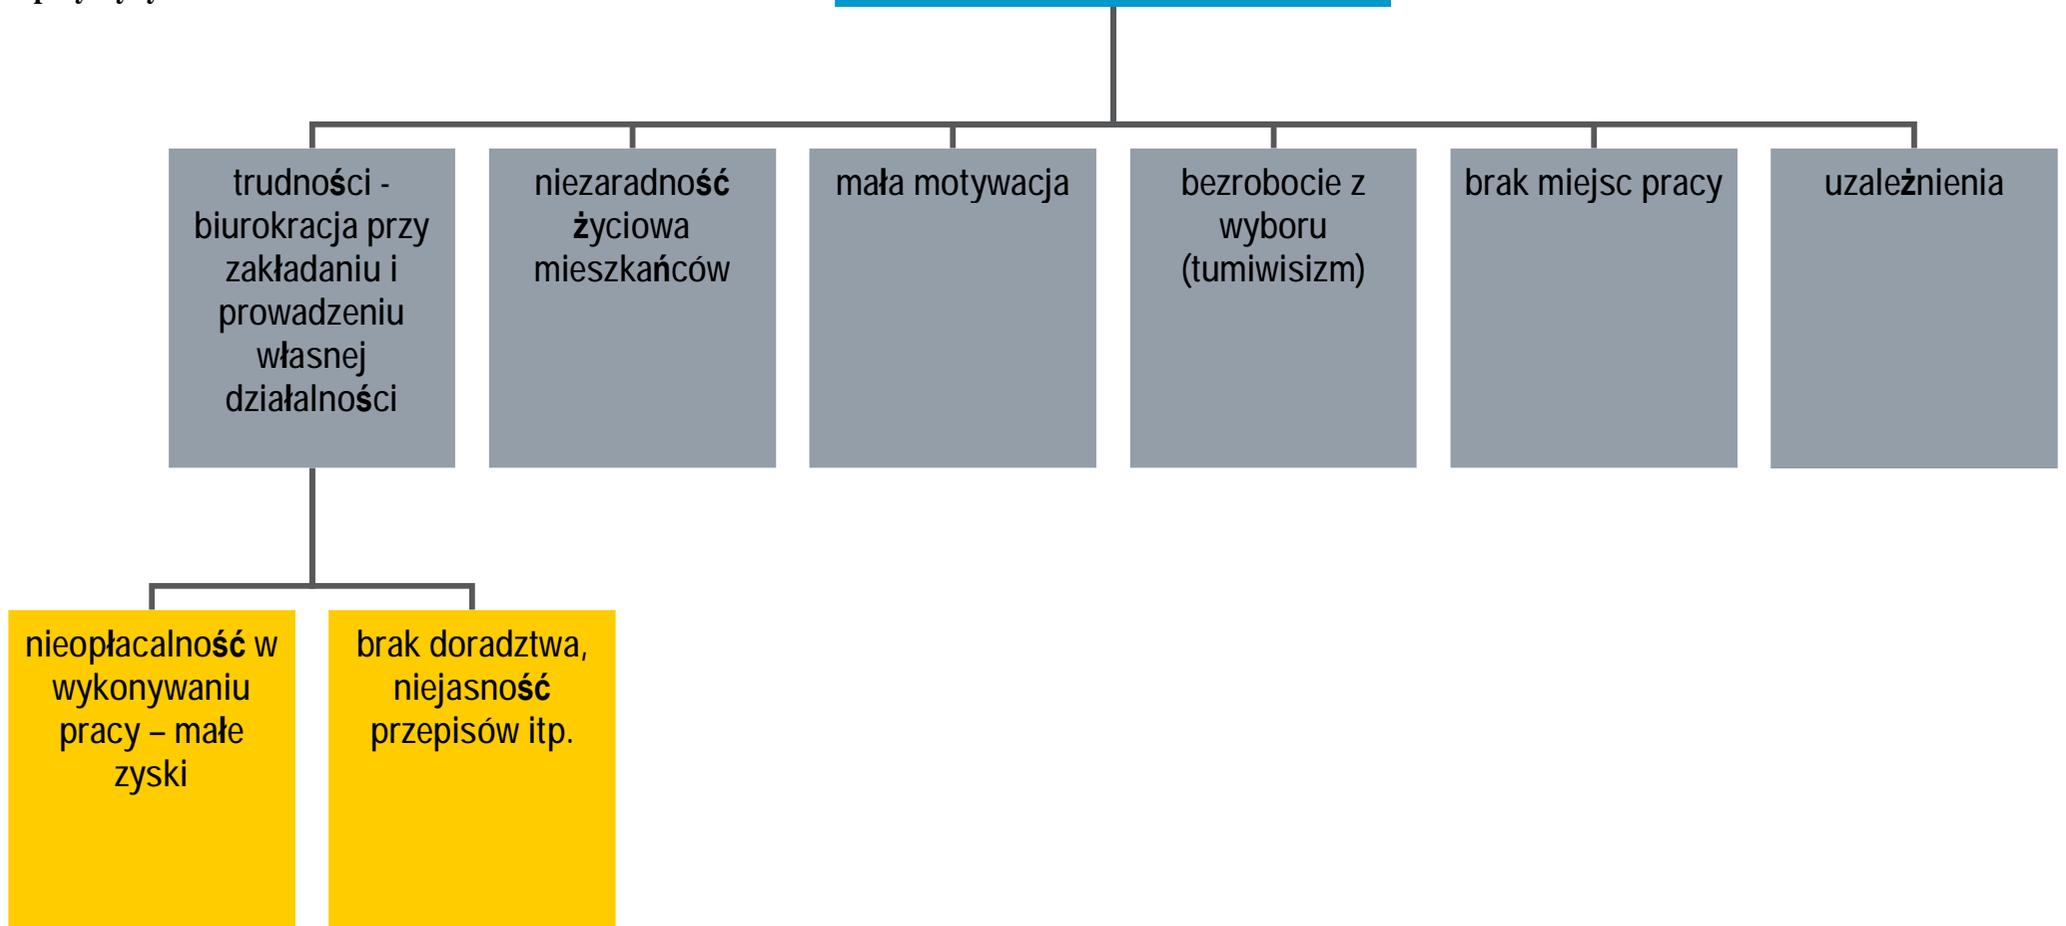 trudności -
biurokracja przy
zakładaniu i
prowadzeniu
własnej
działalności
niezaradność
życiowa
mieszkańców
mała motywacja
bezrobocie z
wyboru
(tumiwisizm)
brak miejsc pracy
uzależnienia
nieopłacalność w
wykonywaniu
pracy – małe
zyski
brak doradztwa,
niejasność
przepisów itp.